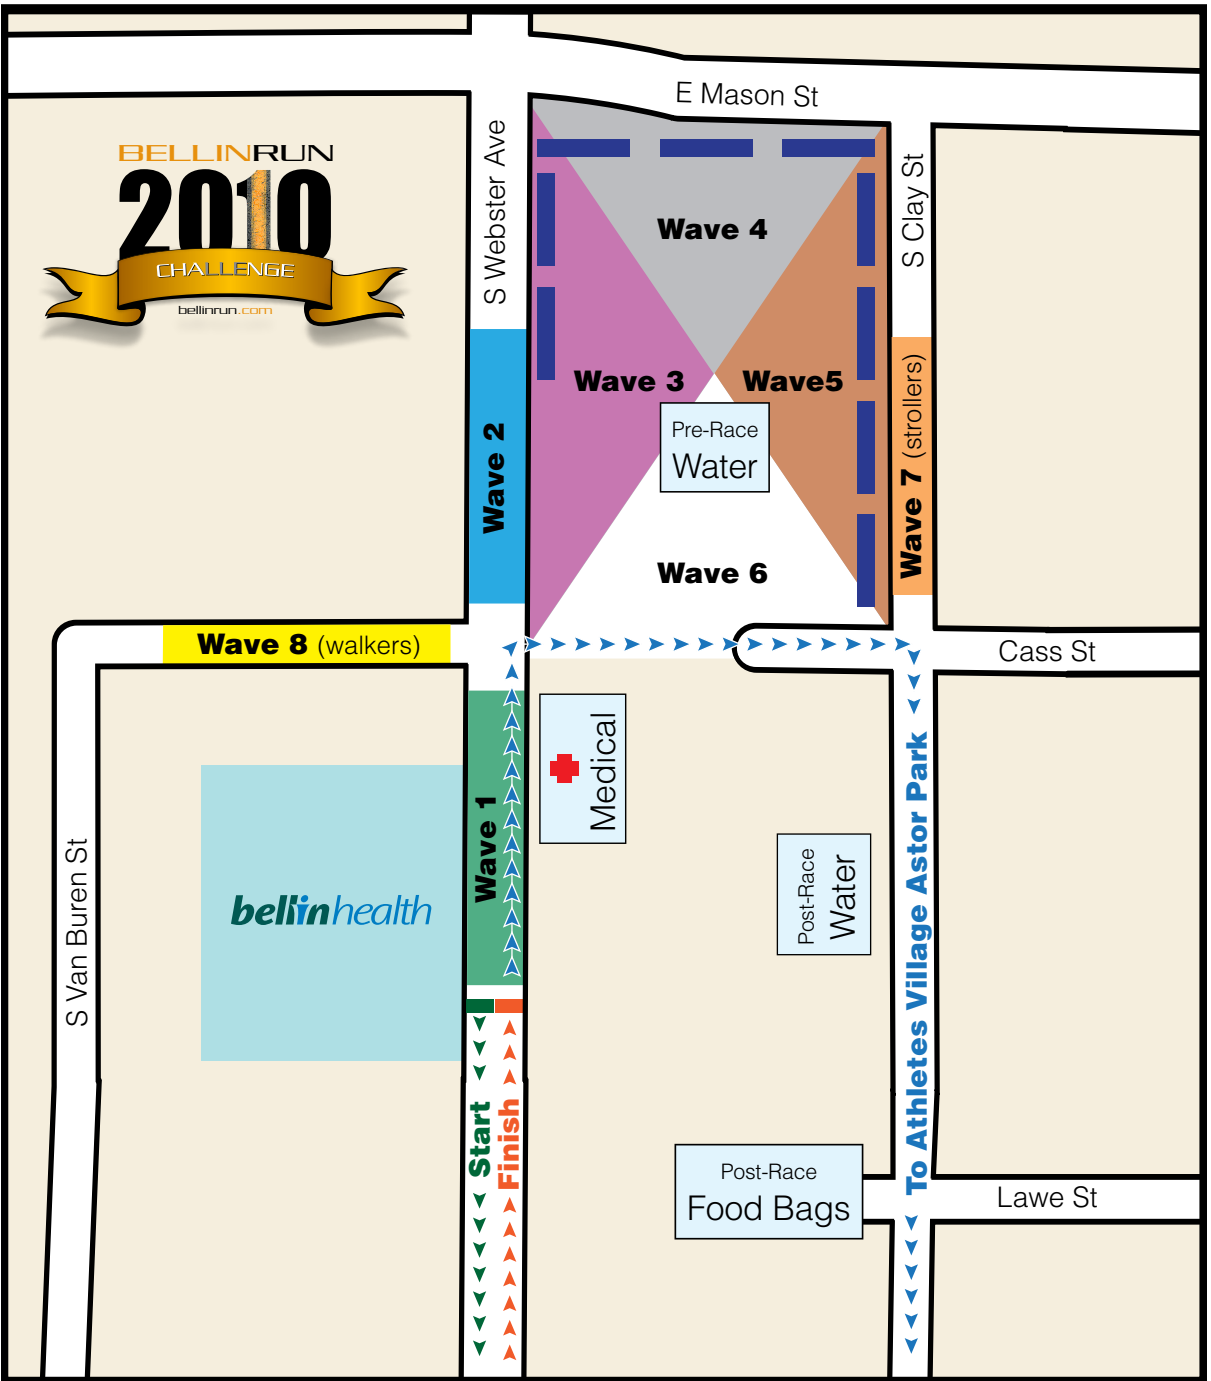 E Mason St
BELLINRUN
2010
CHALLENGE
bellinrun.com
S Webster Ave
S Clay St
Wave 4
Wave 3
Wave5
Pre-Race
Water
Wave 2
Wave 7 (strollers)
Wave 6
Wave 8 (walkers)
Cass St
Medical
Wave 1
Post-Race
Water
To Athletes Village Astor Park
S Van Buren St
bellinhealth
Start
Finish
Post-Race
Food Bags
Lawe St